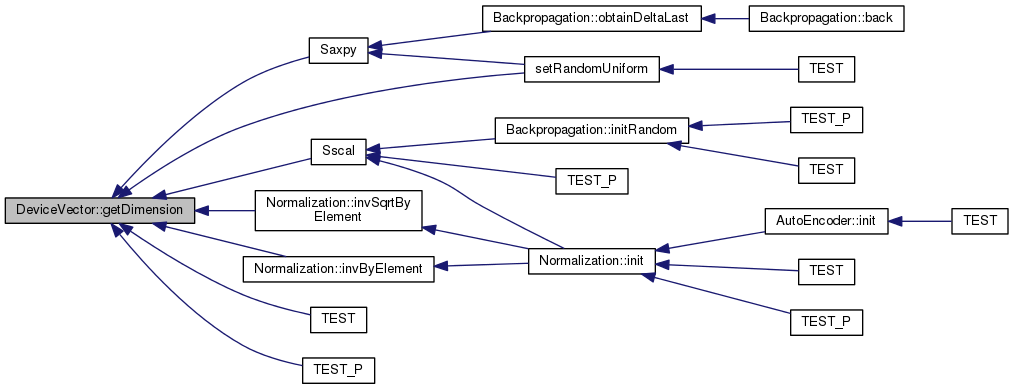 Backpropagation::obtainDeltaLast
Backpropagation::back
Saxpy
setRandomUniform
TEST
Backpropagation::initRandom
TEST_P
Sscal
TEST
TEST_P
DeviceVector::getDimension
Normalization::invSqrtBy
Element
AutoEncoder::init
TEST
Normalization::invByElement
Normalization::init
TEST
TEST
TEST_P
TEST_P